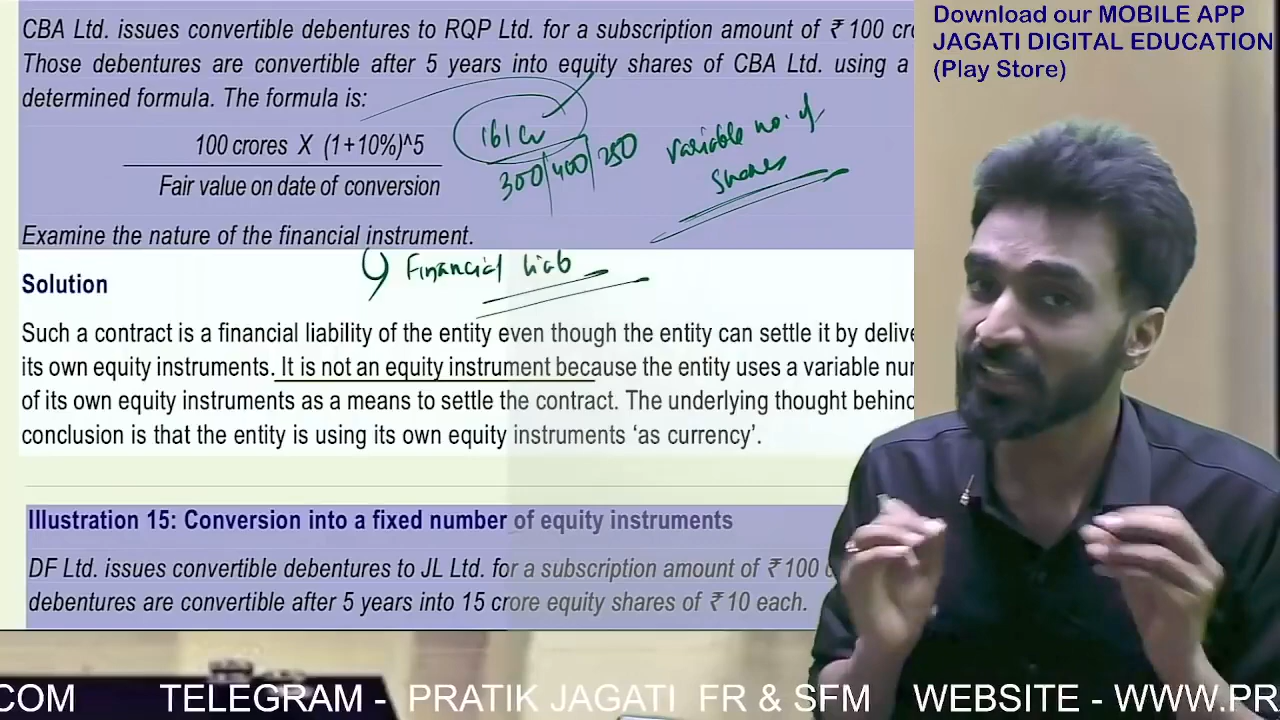 CBA Ltd. issues convertible debentures to RQP Ltd. for a subscription amount of ₹ 100 cro
Those debentures are convertible after 5 years into equity shares of CBA Ltd. using a
determined formula. The formula is:
100 crores X (1+10%)^5
Fair value on date of conversion
161 Cr
300/400/250
variable no. of
shares
Examine the nature of the financial instrument.
Financial Liab
Solution
Such a contract is a financial liability of the entity even though the entity can settle it by delive
its own equity instruments. It is not an equity instrument because the entity uses a variable nu
of its own equity instruments as a means to settle the contract. The underlying thought behind
conclusion is that the entity is using its own equity instruments ‘as currency’.
Illustration 15: Conversion into a fixed number of equity instruments
DF Ltd. issues convertible debentures to JL Ltd. for a subscription amount of ₹ 100
debentures are convertible after 5 years into 15 crore equity shares of ₹ 10 each.
Download our MOBILE APP
JAGATI DIGITAL EDUCATION
(Play Store)
COM TELEGRAM - PRATIK JAGATI FR & SFM WEBSITE - WWW.PR